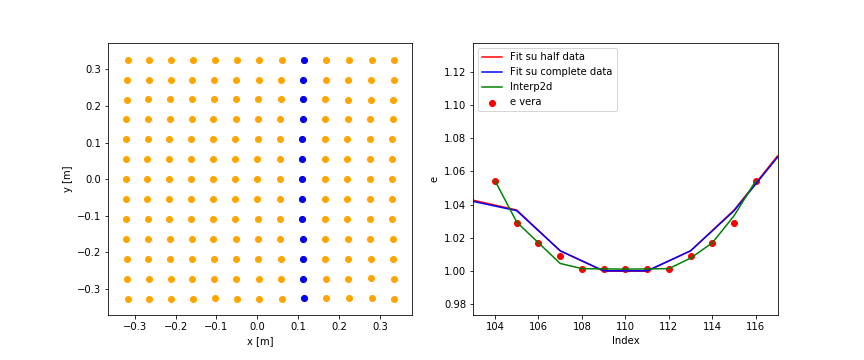 0.3
0.2
0.1
0.0
−0.1
−0.2
−0.3
y [m]
−0.3 −0.2 −0.1 0.0 0.1 0.2 0.3
x [m]
Fit su half data
Fit su complete data
Interp2d
e vera
1.12
1.10
1.08
1.06
1.04
1.02
1.00
0.98
e
104 106 108 110 112 114 116
Index